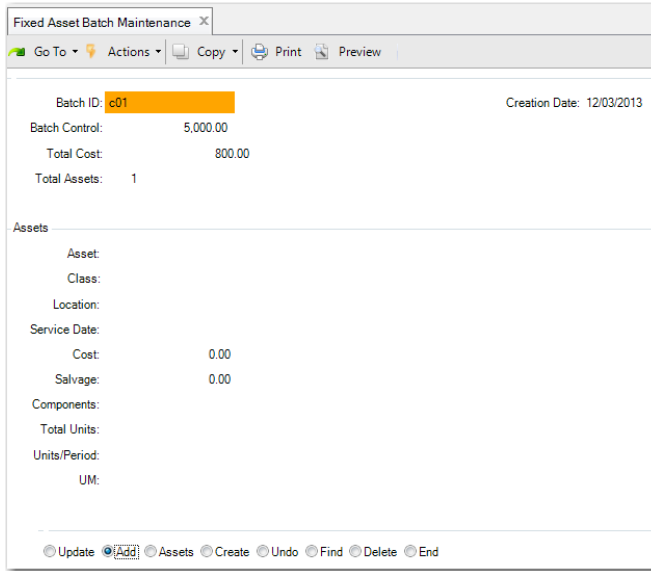 Fixed Asset Batch Maintenance X
Go To Actions Copy Print Preview
Batch ID: c01 Creation Date: 12/03/2013
Batch Control: 5,000.00
Total Cost: 800.00
Total Assets: 1
Assets
Asset:
Class:
Location:
Service Date:
Cost: 0.00
Salvage: 0.00
Components:
Total Units:
Units/Period:
UM:
Update Add Assets Create Undo Find Delete End